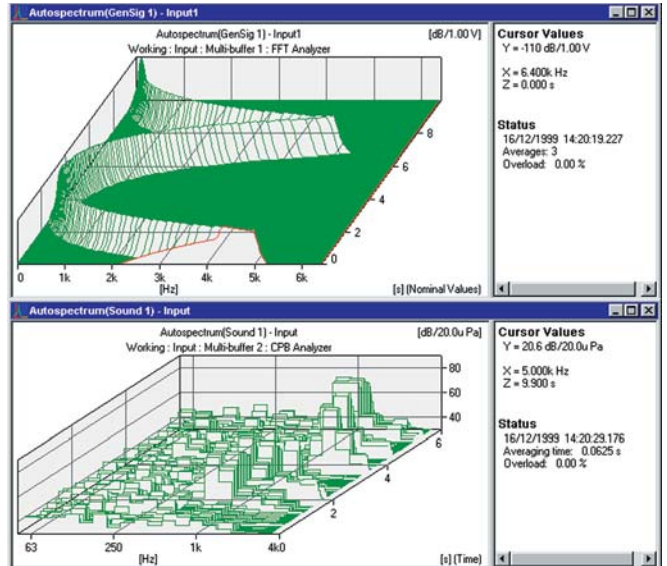 Autospectrum(GenSig 1) - Input1
Autospectrum(GenSig 1) - Input1
[dB/1.00 V]
Working : Input : Multi-buffer 1 : FFT Analyzer
8
6
4
2
0
0 1k 2k 3k 4k 5k 6k
[Hz]
[s] (Nominal Values)
Cursor Values
Y = -110 dB/1.00 V
X = 6.400k Hz
Z = 0.000 s
Status
16/12/1999 14:20:19.227
Averages: 3
Overload: 0.00 %
Autospectrum(Sound 1) - Input
Autospectrum(Sound 1) - Input
[dB/20.0u Pa]
Working : Input : Multi-buffer 2 : CPB Analyzer
80
60
40
6
4
2
63 250 1k 4k0
[Hz]
[s] (Time)
Cursor Values
Y = 20.6 dB/20.0u Pa
X = 5.000k Hz
Z = 9.900 s
Status
16/12/1999 14:20:29.176
Averaging time: 0.0625 s
Overload: 0.00 %